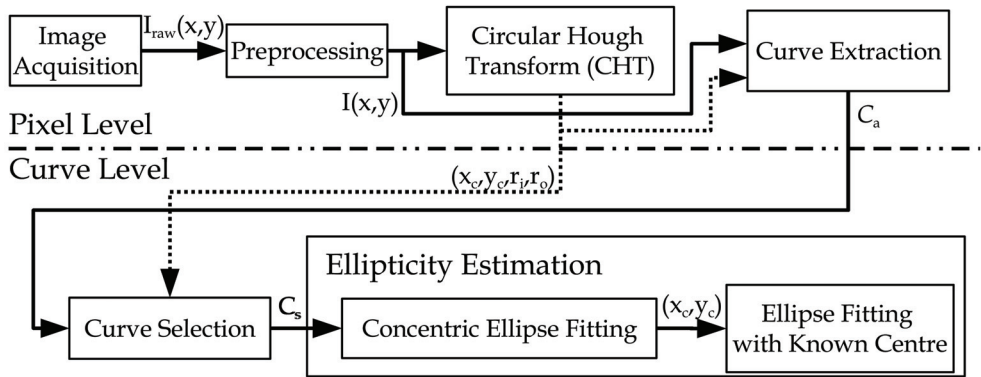 Image
Acquisition
I_raw(x,y)
Preprocessing
I(x,y)
Circular Hough
Transform (CHT)
Curve Extraction
C_a
Pixel Level
Curve Level
(x_c,y_c,r_i,r_o)
Curve Selection
C_s
Ellipticity Estimation
Concentric Ellipse Fitting
(x_c,y_c)
Ellipse Fitting
with Known Centre